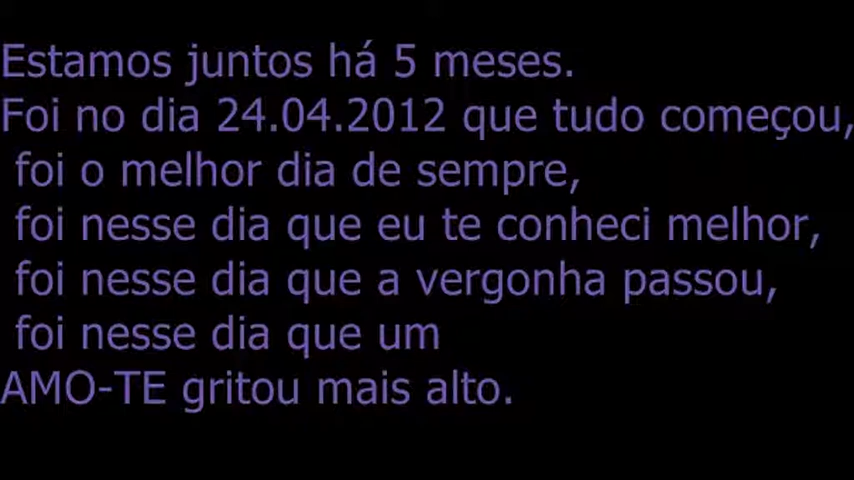 Estamos juntos há 5 meses.
Foi no dia 24.04.2012 que tudo começou,
foi o melhor dia de sempre,
foi nesse dia que eu te conheci melhor,
foi nesse dia que a vergonha passou,
foi nesse dia que um
AMO-TE gritou mais alto.